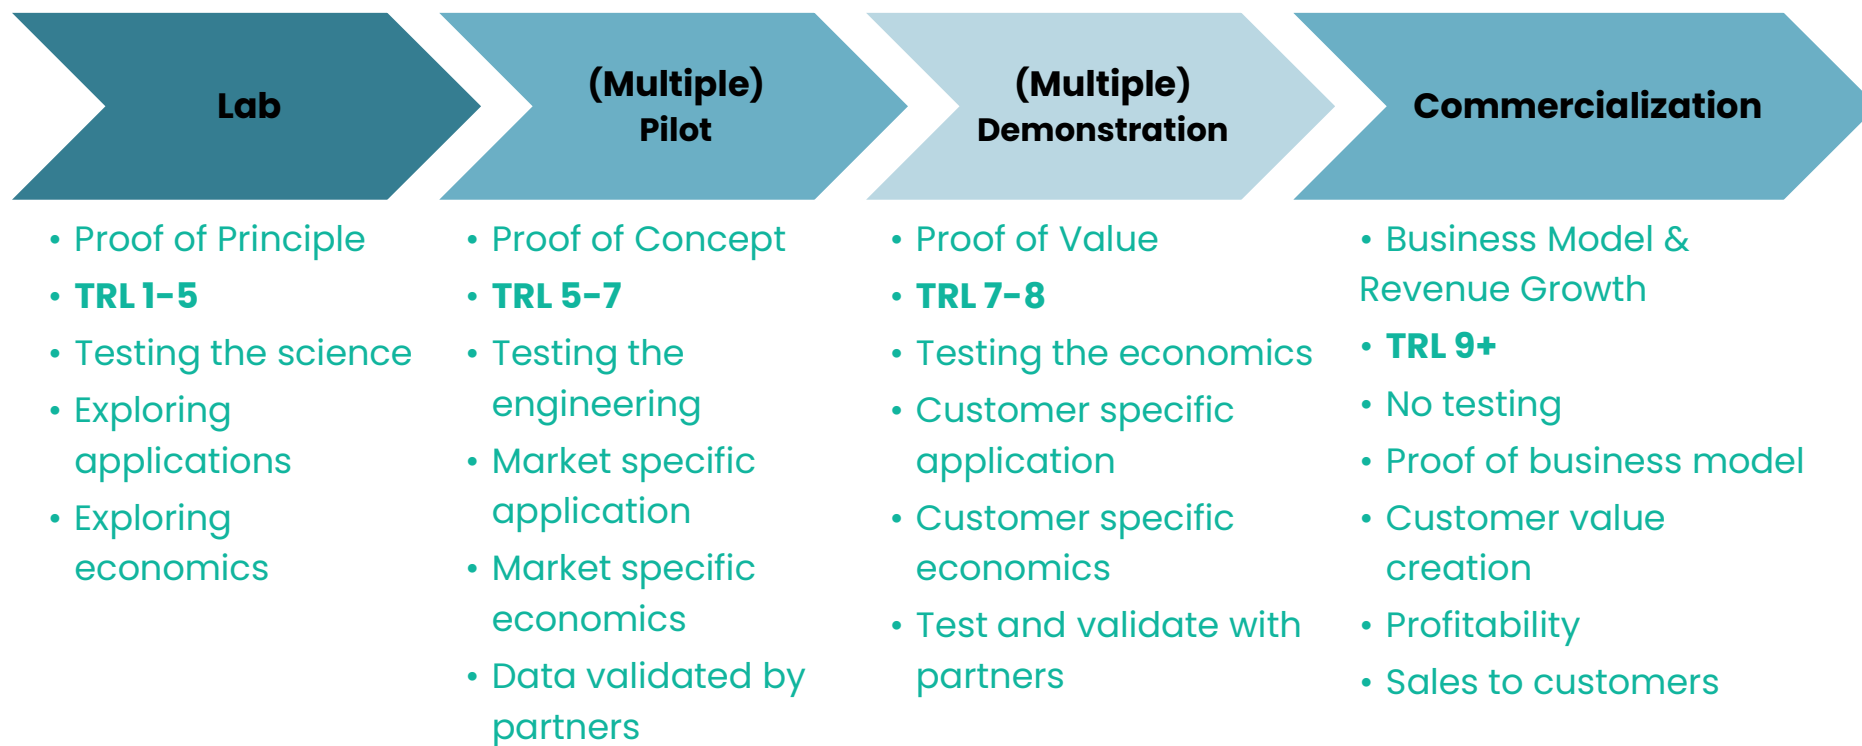 Lab
(Multiple)
Pilot
(Multiple)
Demonstration
Commercialization
• Proof of Principle
• TRL 1-5
• Testing the science
• Exploring
applications
• Exploring
economics
• Proof of Concept
• TRL 5-7
• Testing the
engineering
• Market specific
application
• Market specific
economics
• Data validated by
partners
• Proof of Value
• TRL 7-8
• Testing the economics
• Customer specific
application
• Customer specific
economics
• Test and validate with
partners
• Business Model &
Revenue Growth
• TRL 9+
• No testing
• Proof of business model
• Customer value
creation
• Profitability
• Sales to customers